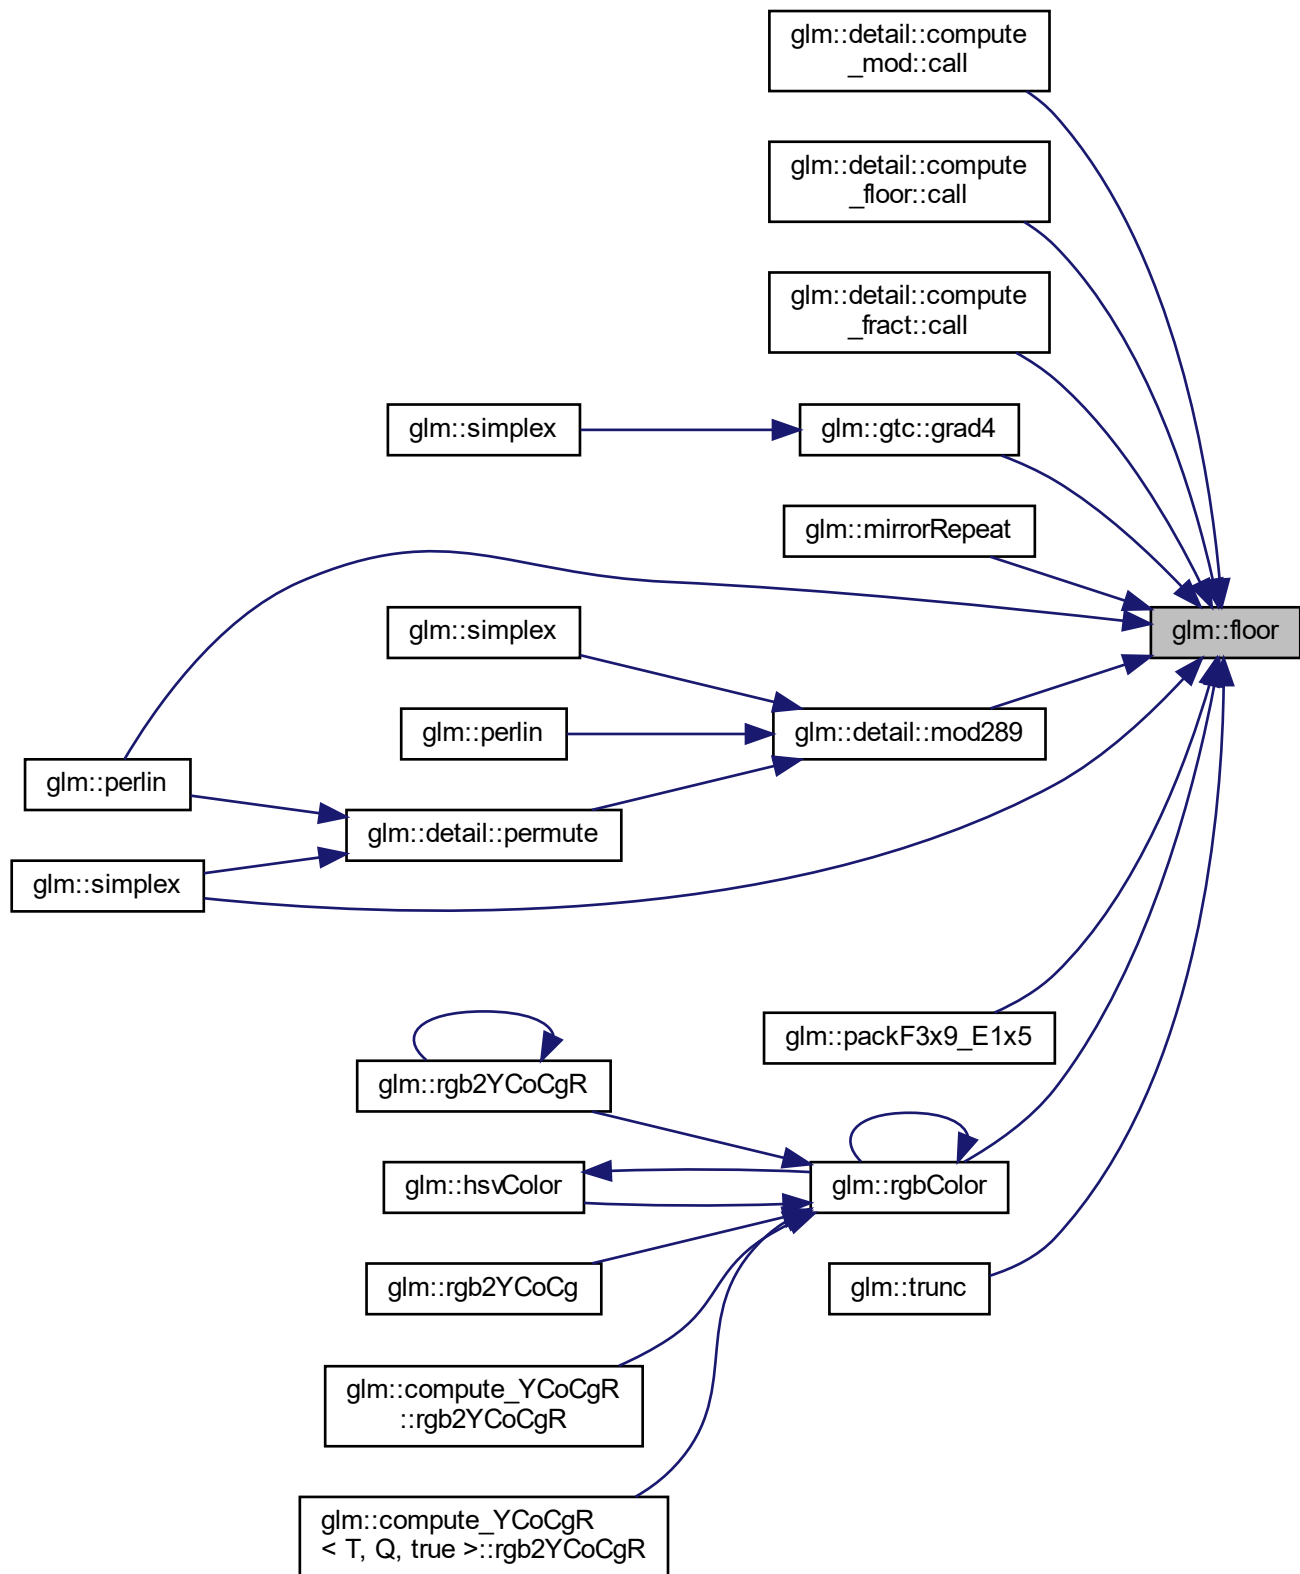 glm::detail::compute
_mod::call
glm::detail::compute
_floor::call
glm::detail::compute
_fract::call
glm::simplex
glm::gtc::grad4
glm::mirrorRepeat
glm::simplex
glm::floor
glm::perlin
glm::detail::mod289
glm::perlin
glm::detail::permute
glm::simplex
glm::packF3x9_E1x5
glm::rgb2YCoCgR
glm::hsvColor
glm::rgbColor
glm::rgb2YCoCg
glm::trunc
glm::compute_YCoCgR
::rgb2YCoCgR
glm::compute_YCoCgR
< T, Q, true >::rgb2YCoCgR